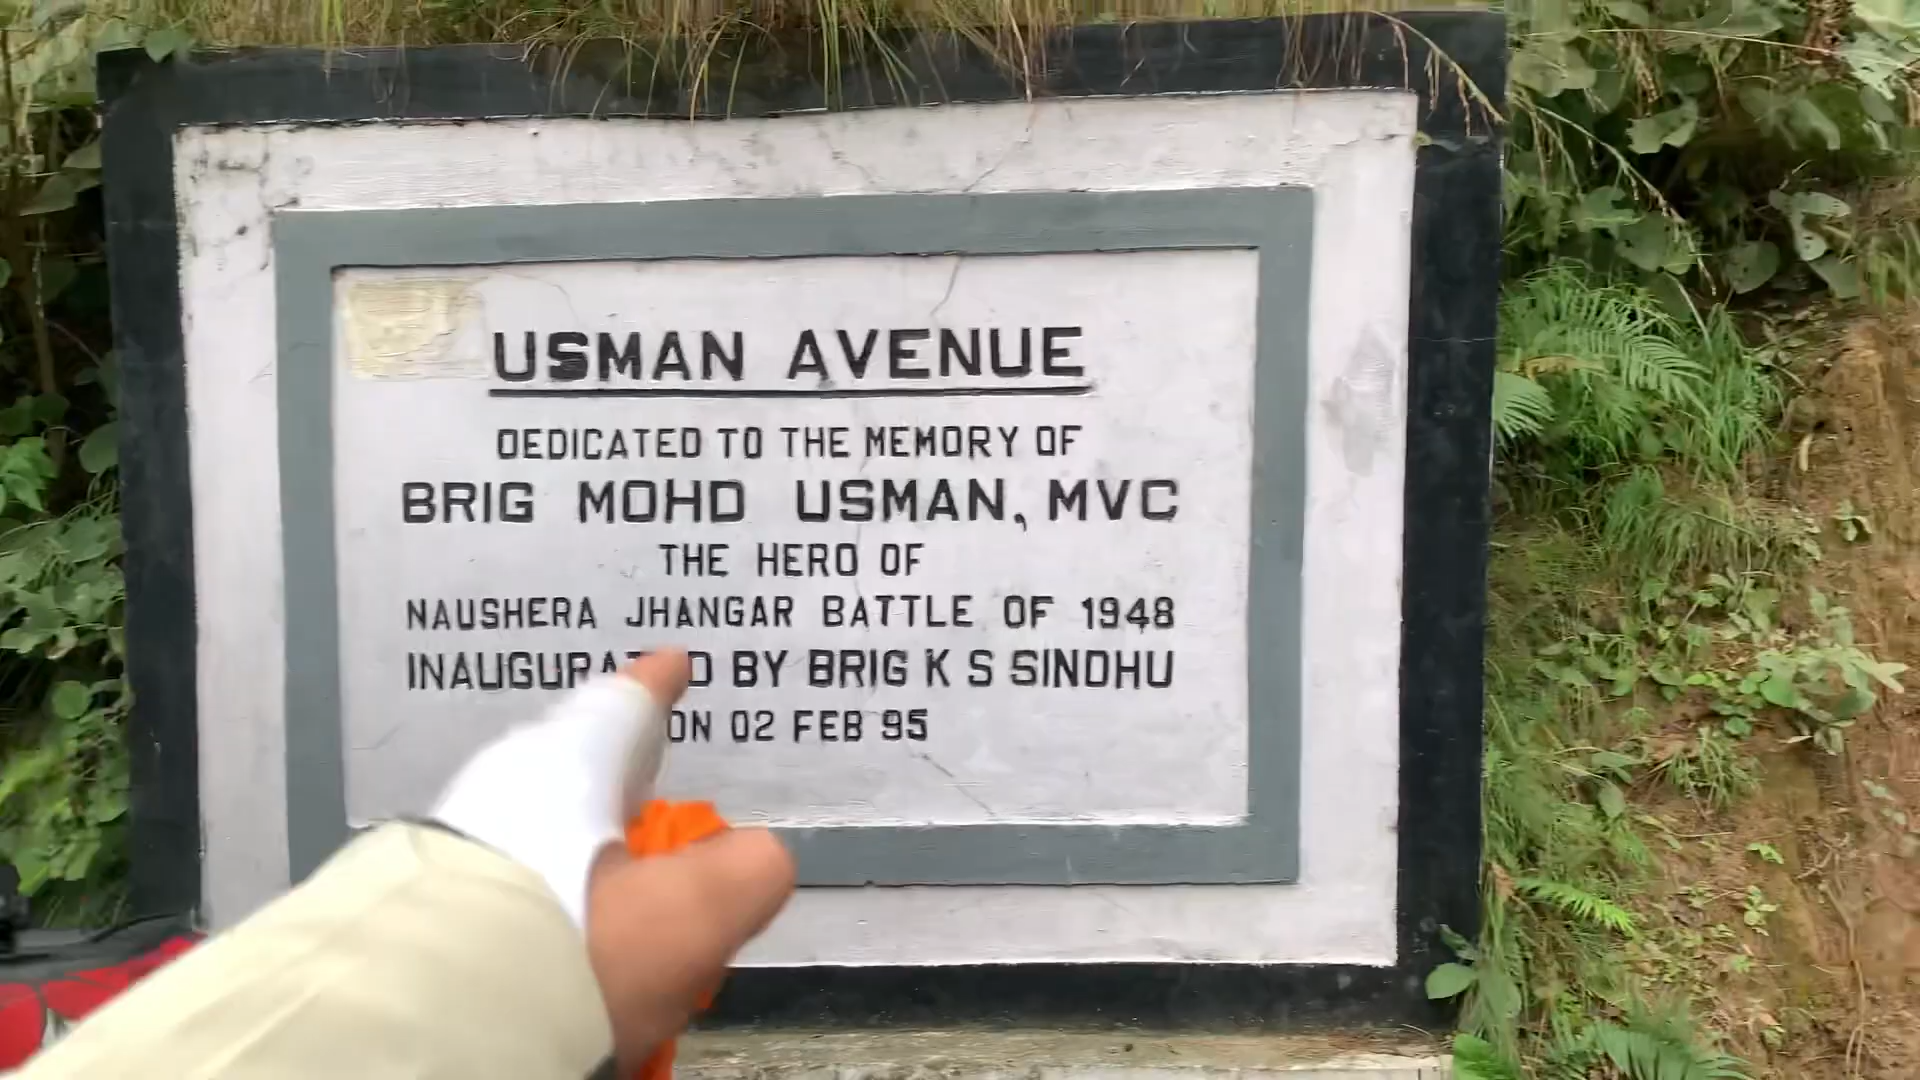 USMAN AVENUE
DEDICATED TO THE MEMORY OF
BRIG MOHD USMAN, MVC
THE HERO OF
NAUSHERA JHANGAR BATTLE OF 1948
INAUGURATED BY BRIG K S SINDHU
ON 02 FEB 95